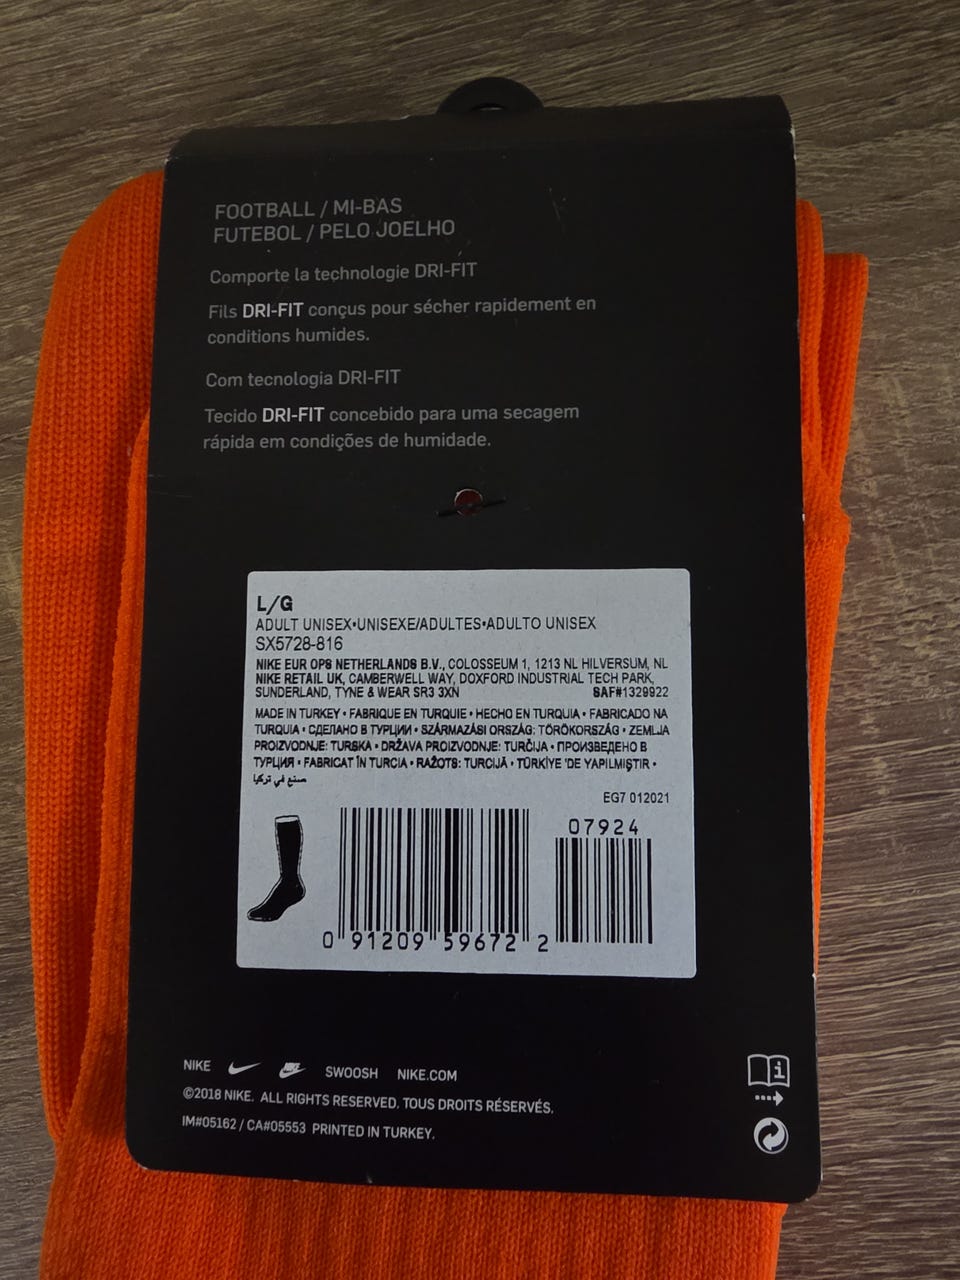 FOOTBALL / MI-BAS
FUTEBOL / PELO JOELHO
Comporte la technologie DRI-FIT
Fils DRI-FIT conçus pour sécher rapidement en
conditions humides.
Com tecnologia DRI-FIT
Tecido DRI-FIT concebido para uma secagem
rápida em condições de humidade.
L/G
ADULT UNISEX•UNISEXE/ADULTES•ADULTO UNISEX
SX5728-816
NIKE EUR OPS NETHERLANDS B.V., COLOSSEUM 1, 1213 NL HILVERSUM, NL
NIKE RETAIL UK, CAMBERWELL WAY, DOXFORD INDUSTRIAL TECH PARK,
SUNDERLAND, TYNE & WEAR SR3 3XN SAF#1329922
MADE IN TURKEY • FABRIQUE EN TURQUIE • HECHO EN TURQUIA • FABRICADO NA
TURQUIA • СДЕЛАНО В ТУРЦИИ • SZÁRMAZÁSI ORSZÁG: TÖRÖKORSZÁG • ZEMLJA
PROIZVODNJE: TURSKA • DRŽAVA PROIZVODNJE: TURČIJA • ПРОИЗВЕДЕНО В
ТУРЦИЯ • FABRICAT ÎN TURCIA • RAŽOTS: TURCIJĀ • TÜRKİYE 'DE YAPILMIŞTIR •
صنع في تركيا
EG7 012021
07924
0 91209 59672 2
NIKE SWOOSH NIKE.COM
©2018 NIKE. ALL RIGHTS RESERVED. TOUS DROITS RÉSERVÉS.
IM#05162 / CA#05553 PRINTED IN TURKEY.